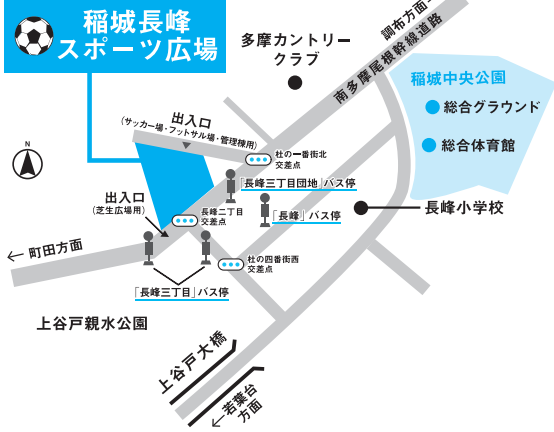 稲城長峰
スポーツ広場
多摩カントリー
クラブ
調布方面
南多摩尾根幹線道路
稲城中央公園
総合グラウンド
総合体育館
出入口
(サッカー場・フットサル場・管理棟用)
杜の一番街北
交差点
「長峰三丁目団地」バス停
「長峰」バス停
長峰小学校
出入口
(芝生広場用)
長峰二丁目
交差点
N
町田方面
杜の四番街西
交差点
「長峰三丁目」バス停
上谷戸親水公園
上谷戸大橋
若葉台
方面